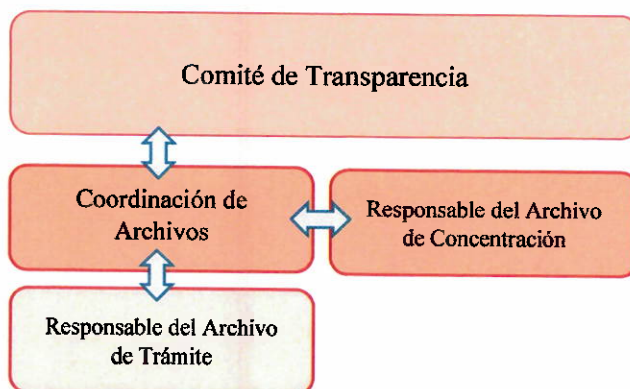 Comité de Transparencia
Coordinación de
Archivos
Responsable del Archivo
de Concentración
Responsable del Archivo
de Trámite